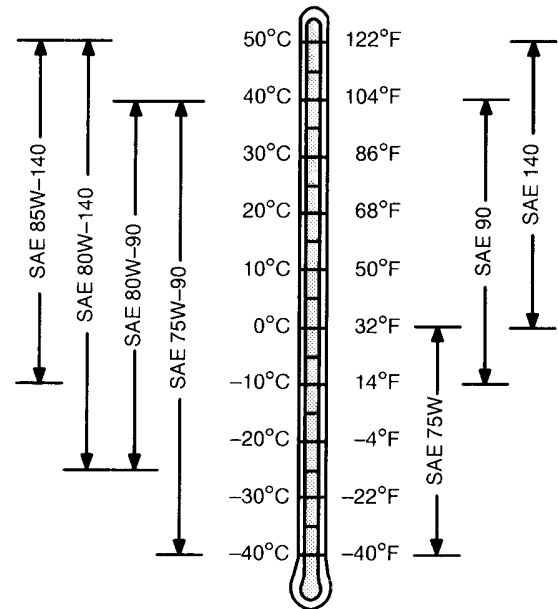 50°C 122°F
40°C 104°F
30°C 86°F
20°C 68°F
10°C 50°F
0°C 32°F
–10°C 14°F
–20°C –4°F
–30°C –22°F
–40°C –40°F
SAE 85W–140
SAE 80W–140
SAE 80W–90
SAE 75W–90
SAE 75W
SAE 90
SAE 140